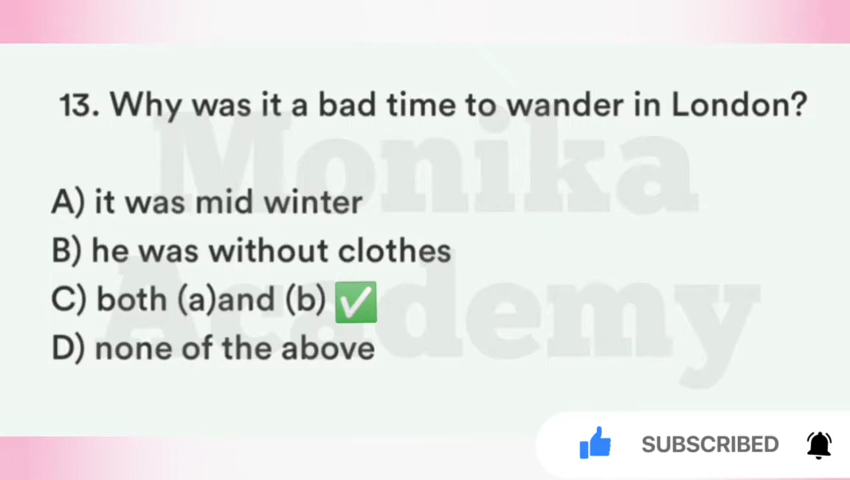 13. Why was it a bad time to wander in London?
Monika
A) it was mid winter
B) he was without clothes
C) both (a)and (b) ✅
Academy
D) none of the above
SUBSCRIBED